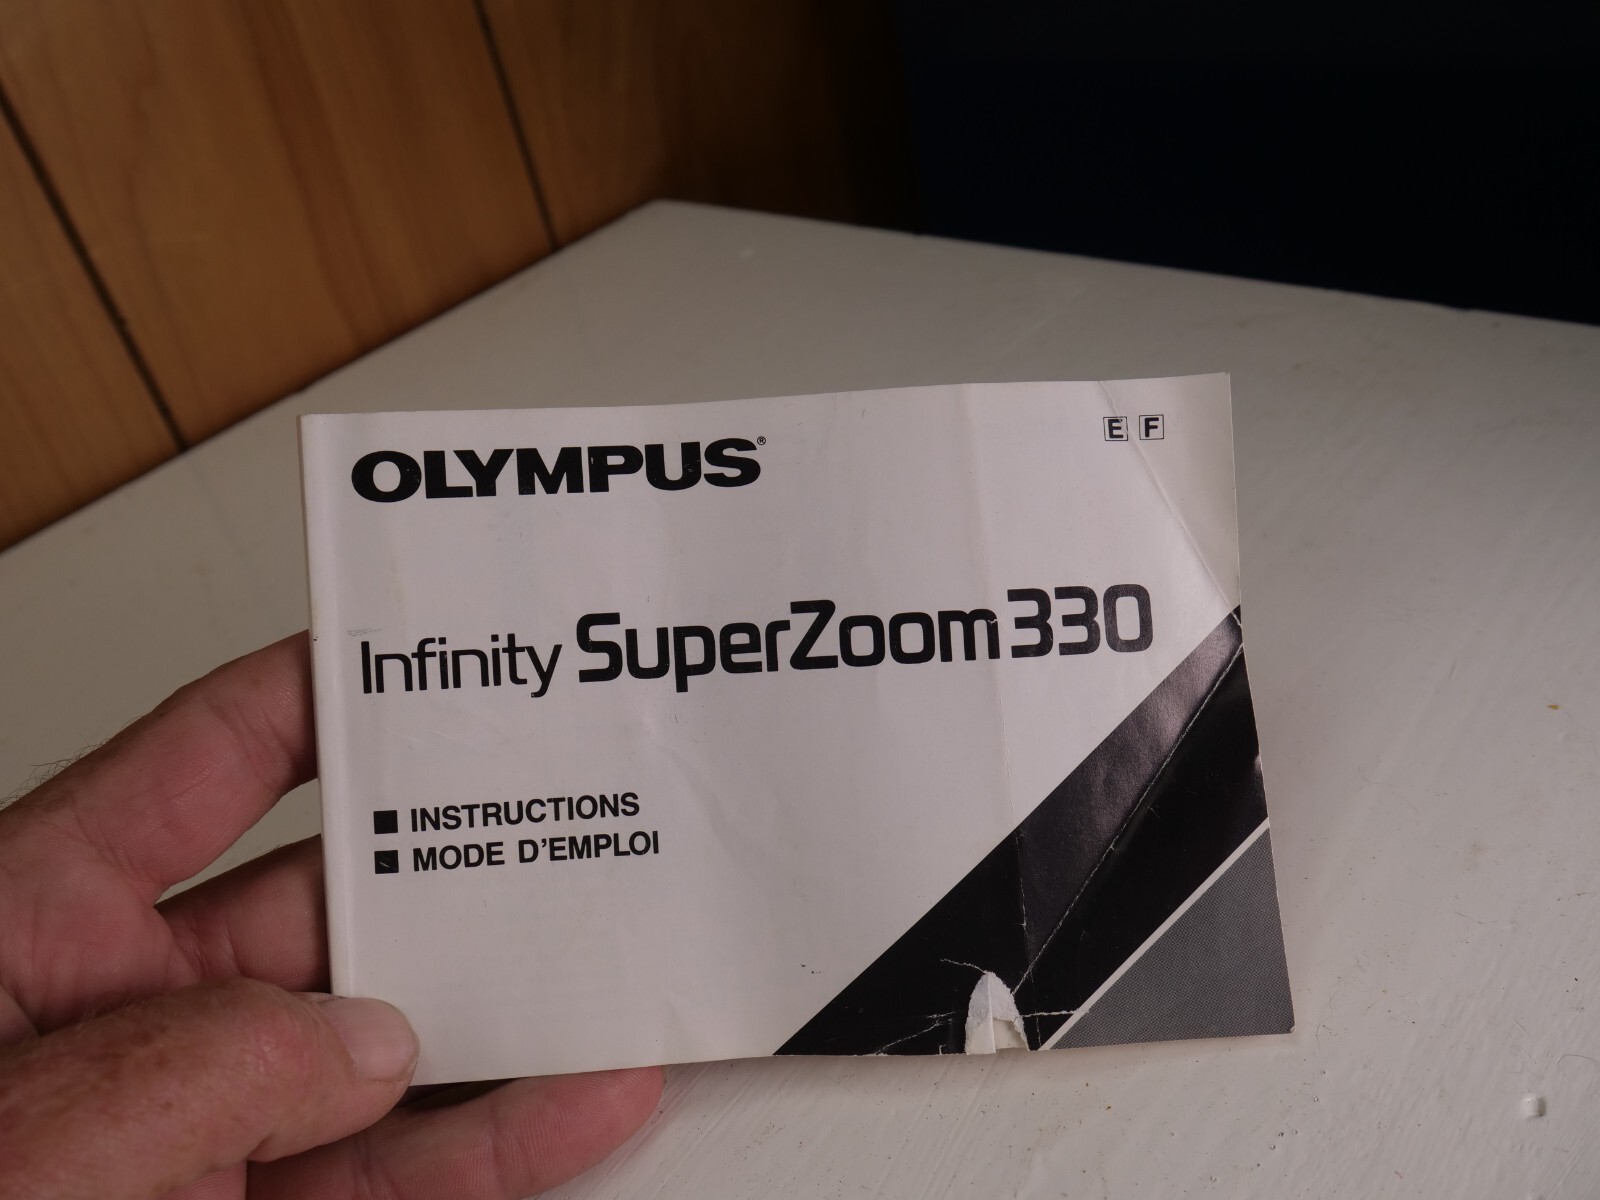 OLYMPUS®
E F
Infinity SuperZoom 330
■ INSTRUCTIONS
■ MODE D'EMPLOI